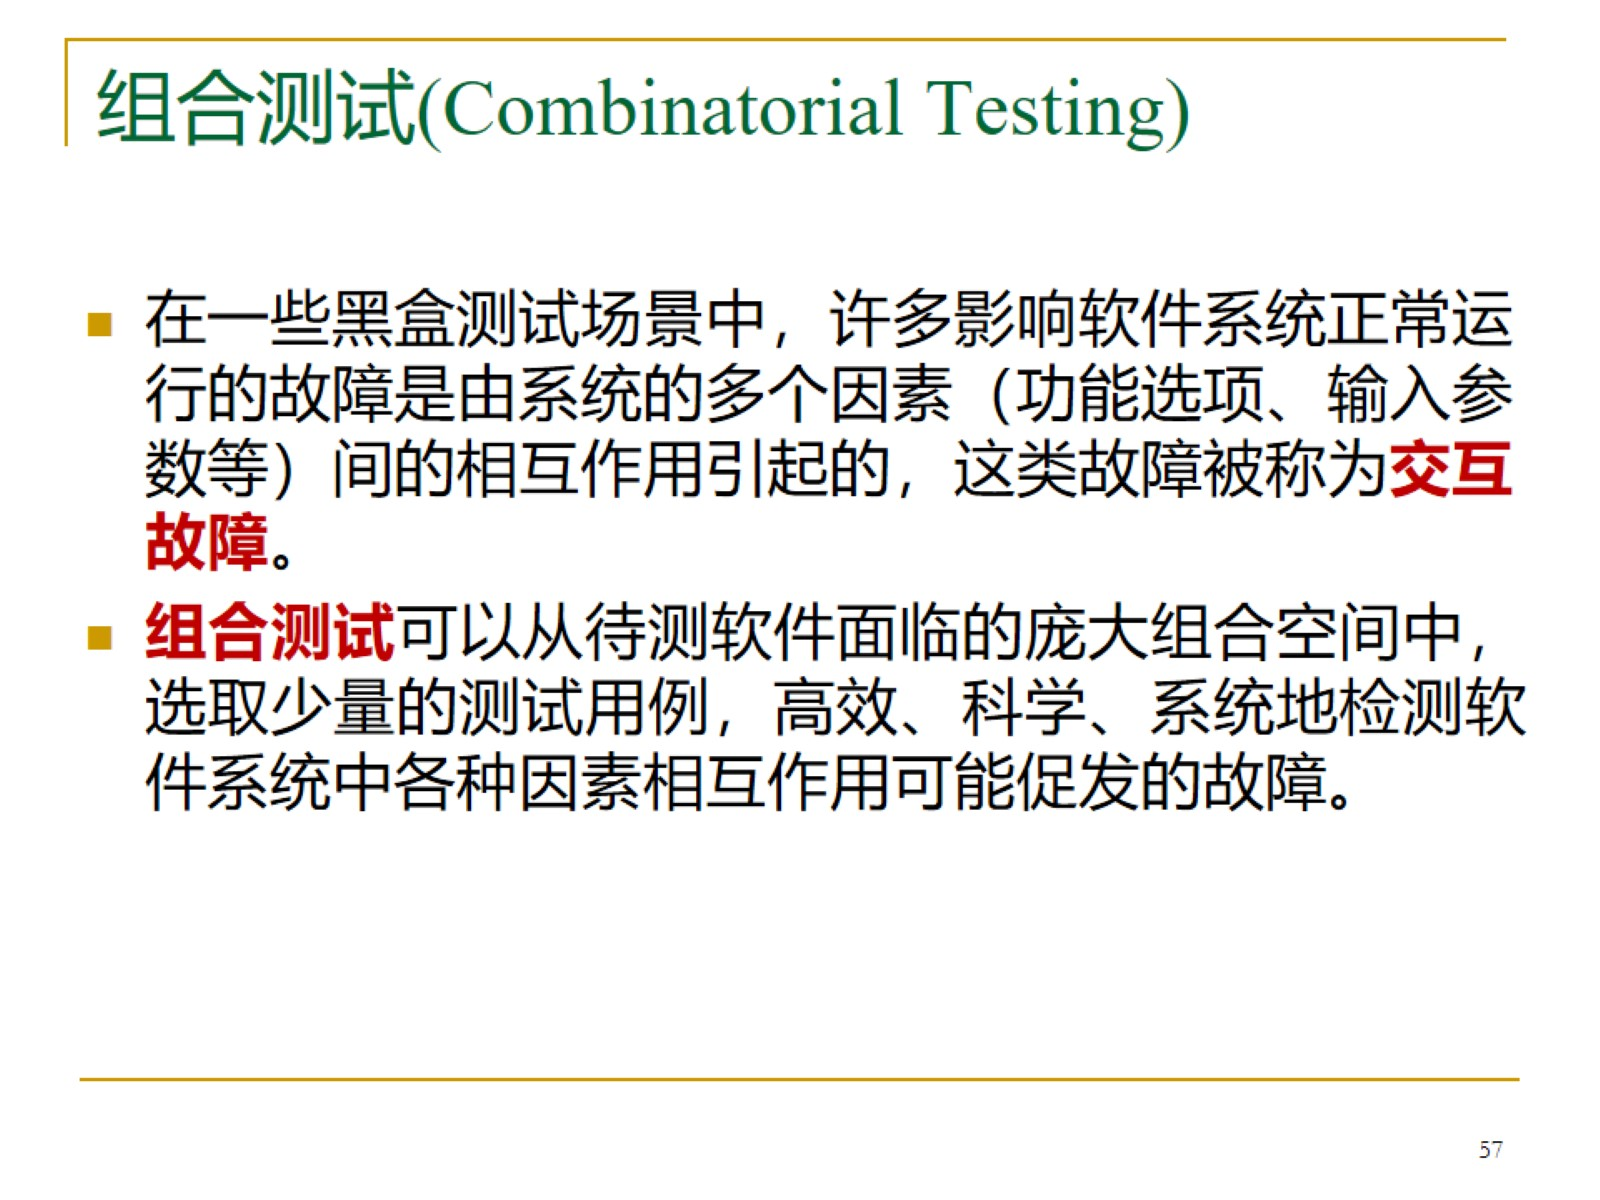 组合测试(Combinatorial Testing)
在一些黑盒测试场景中，许多影响软件系统正常运
行的故障是由系统的多个因素（功能选项、输入参
数等）间的相互作用引起的，这类故障被称为交互
故障。
组合测试可以从待测软件面临的庞大组合空间中，
选取少量的测试用例，高效、科学、系统地检测软
件系统中各种因素相互作用可能促发的故障。
57